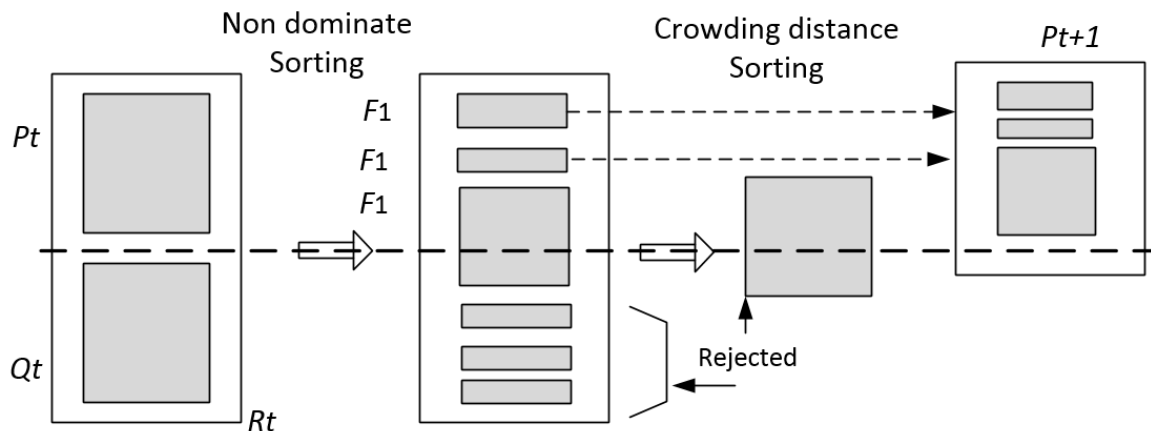 Non dominate
Sorting
Crowding distance
Sorting
Pt+1
Pt
F1
F1
F1
Qt
Rt
Rejected